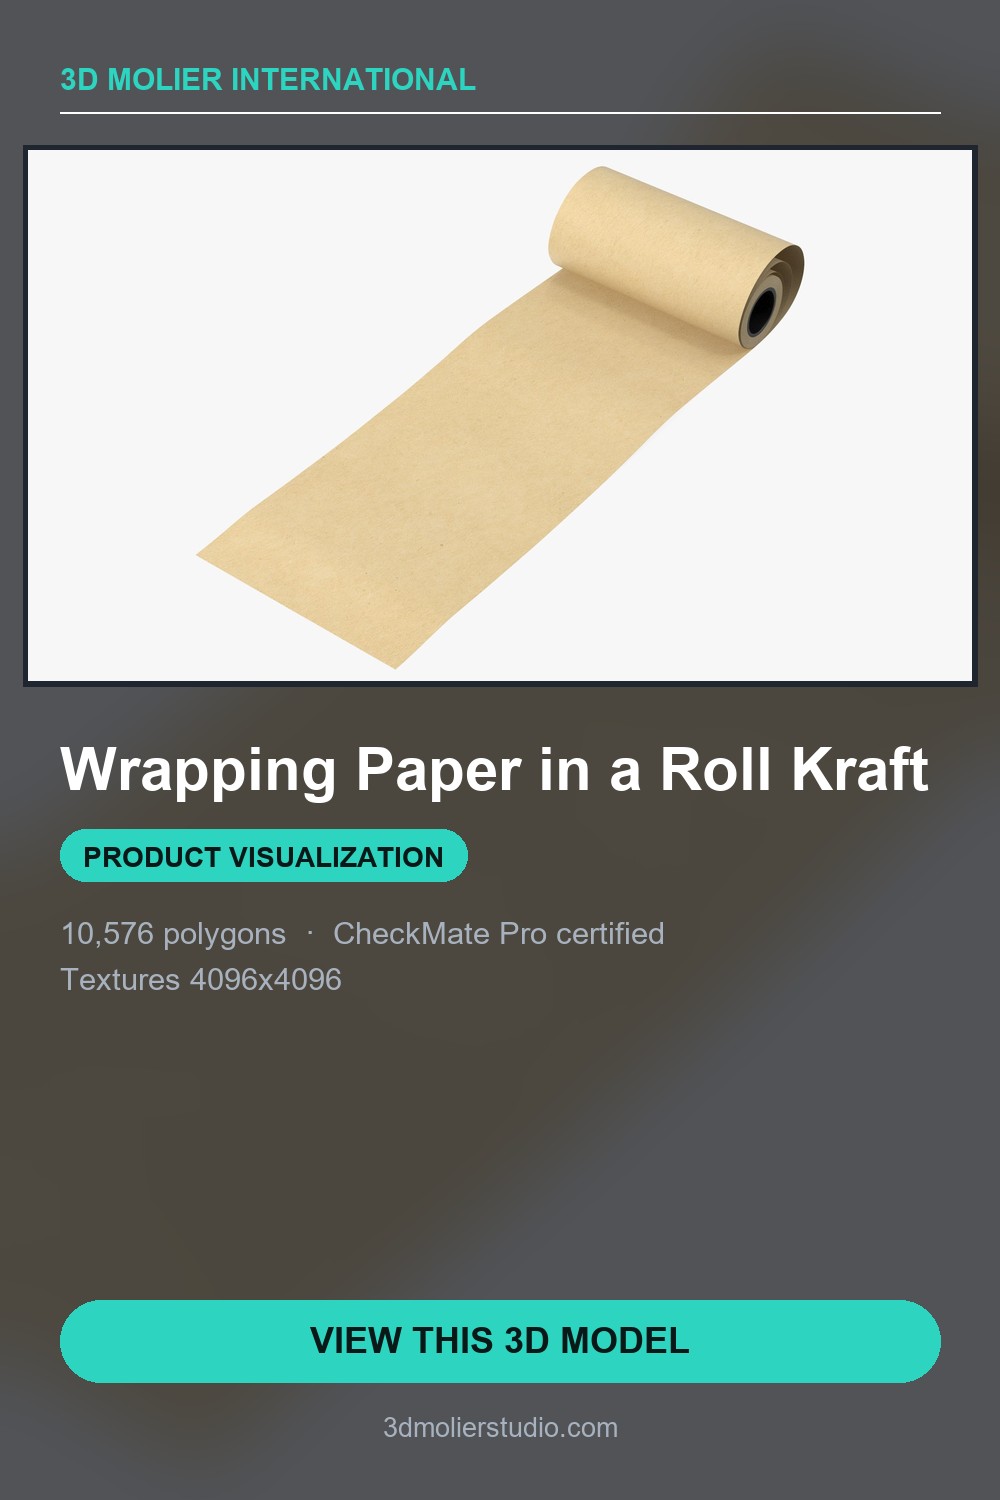 3D MOLIER INTERNATIONAL
Wrapping Paper in a Roll Kraft
PRODUCT VISUALIZATION
10,576 polygons · CheckMate Pro certified
Textures 4096x4096
VIEW THIS 3D MODEL
3dmolierstudio.com